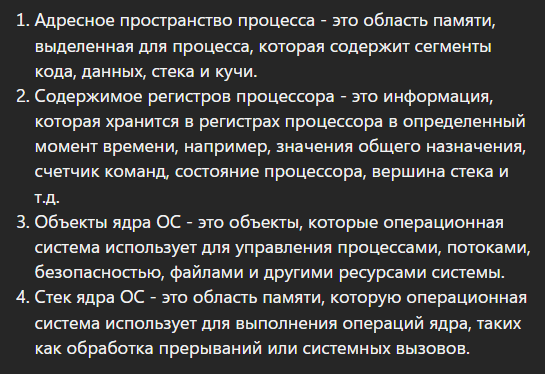 1. Адресное пространство процесса - это область памяти,
выделенная для процесса, которая содержит сегменты
кода, данных, стека и кучи.
2. Содержимое регистров процессора - это информация,
которая хранится в регистрах процессора в определенный
момент времени, например, значения общего назначения,
счетчик команд, состояние процессора, вершина стека и
т.д.
3. Объекты ядра ОС - это объекты, которые операционная
система использует для управления процессами, потоками,
безопасностью, файлами и другими ресурсами системы.
4. Стек ядра ОС - это область памяти, которую операционная
система использует для выполнения операций ядра, таких
как обработка прерываний или системных вызовов.